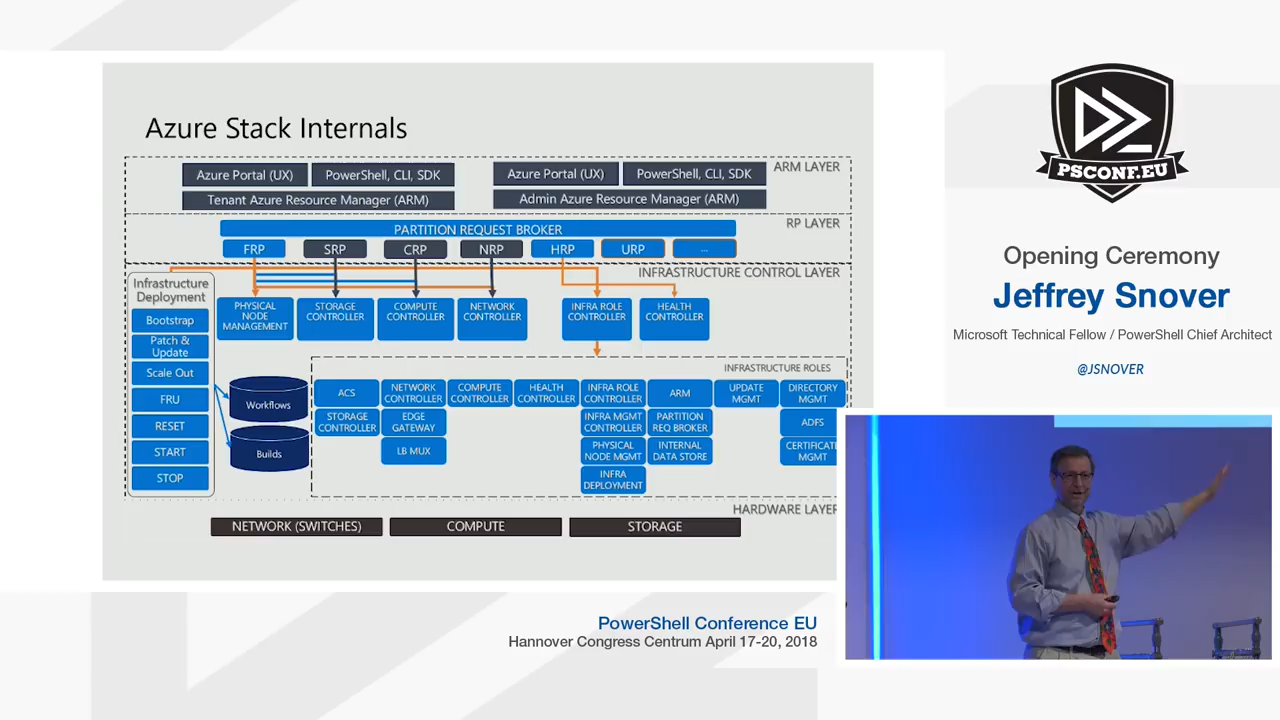 Azure Stack Internals
ARM LAYER
Azure Portal (UX)
PowerShell, CLI, SDK
Azure Portal (UX)
PowerShell, CLI, SDK
Tenant Azure Resource Manager (ARM)
Admin Azure Resource Manager (ARM)
RP LAYER
PARTITION REQUEST BROKER
FRP
SRP
CRP
NRP
HRP
URP
...
INFRASTRUCTURE CONTROL LAYER
Infrastructure
Deployment
Bootstrap
Patch &
Update
Scale Out
FRU
RESET
START
STOP
PHYSICAL
NODE
MANAGEMENT
STORAGE
CONTROLLER
COMPUTE
CONTROLLER
NETWORK
CONTROLLER
INFRA ROLE
CONTROLLER
HEALTH
CONTROLLER
Workflows
Builds
INFRASTRUCTURE ROLES
ACS
NETWORK
CONTROLLER
COMPUTE
CONTROLLER
HEALTH
CONTROLLER
INFRA ROLE
CONTROLLER
ARM
UPDATE
MGMT
DIRECTORY
MGMT
STORAGE
CONTROLLER
EDGE
GATEWAY
INFRA MGMT
CONTROLLER
PARTITION
REQ BROKER
ADFS
LB MUX
PHYSICAL
NODE MGMT
INTERNAL
DATA STORE
CERTIFICAT
MGMT
INFRA
DEPLOYMENT
HARDWARE LAYER
NETWORK (SWITCHES)
COMPUTE
STORAGE
PSCONF.EU
Opening Ceremony
Jeffrey Snover
Microsoft Technical Fellow / PowerShell Chief Architect
@JSNOVER
PowerShell Conference EU
Hannover Congress Centrum April 17-20, 2018